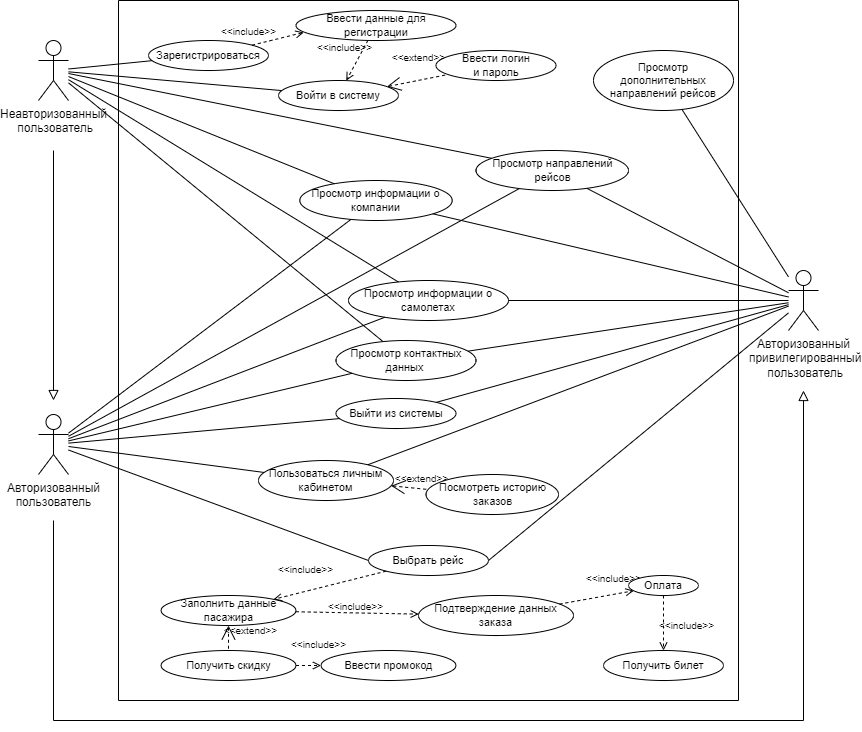 Ввести данные для
регистрации
<<include>>
Зарегистрироваться
<<include>>
<<extend>>
Ввести логин
и пароль
Войти в систему
Просмотр
дополнительных
направлений рейсов
Неавторизованный
пользователь
Просмотр направлений
рейсов
Просмотр информации о
компании
Просмотр информации о
самолетах
Авторизованный
привилегированный
пользователь
Просмотр контактных
данных
Выйти из системы
Авторизованный
пользователь
Пользоваться личным
кабинетом
<<extend>>
Посмотреть историю
заказов
Выбрать рейс
<<include>>
<<include>>
Оплата
Заполнить данные
пасажира
<<include>>
Подтверждение данных
заказа
<<extend>>
<<include>>
<<include>>
Получить скидку
Ввести промокод
Получить билет